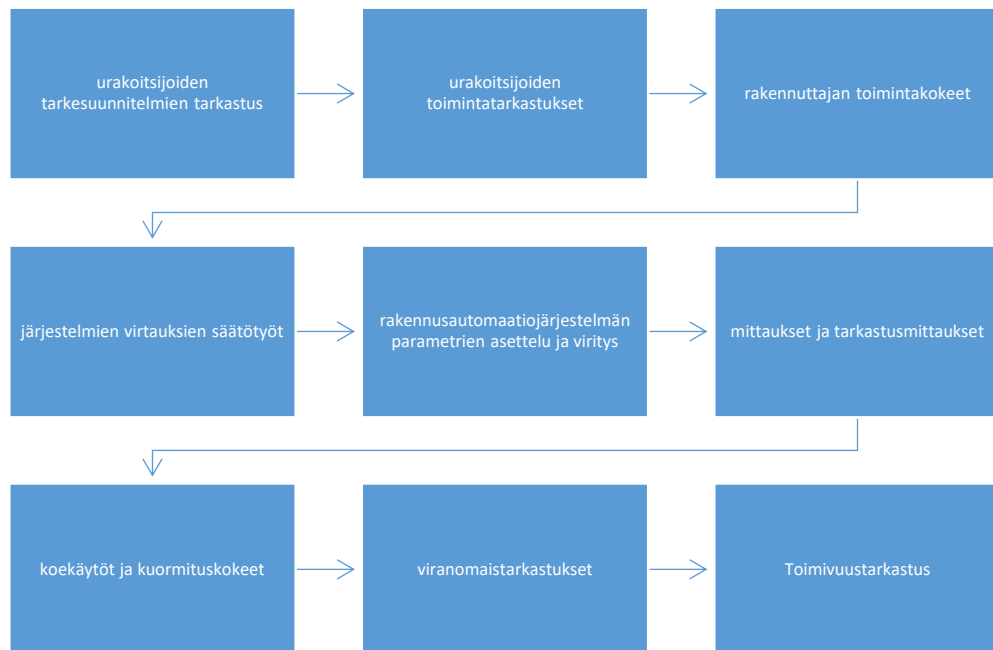 urakoitsijoiden
tarkesuunnitelmien tarkastus
urakoitsijoiden
toimintatarkastukset
rakennuttajan toimintakokeet
järjestelmien virtauksien säätötyöt
rakennusautomaatiojärjestelmän
parametrien asettelu ja viritys
mittaukset ja tarkastusmittaukset
koekäytöt ja kuormituskokeet
viranomaistarkastukset
Toimivuustarkastus